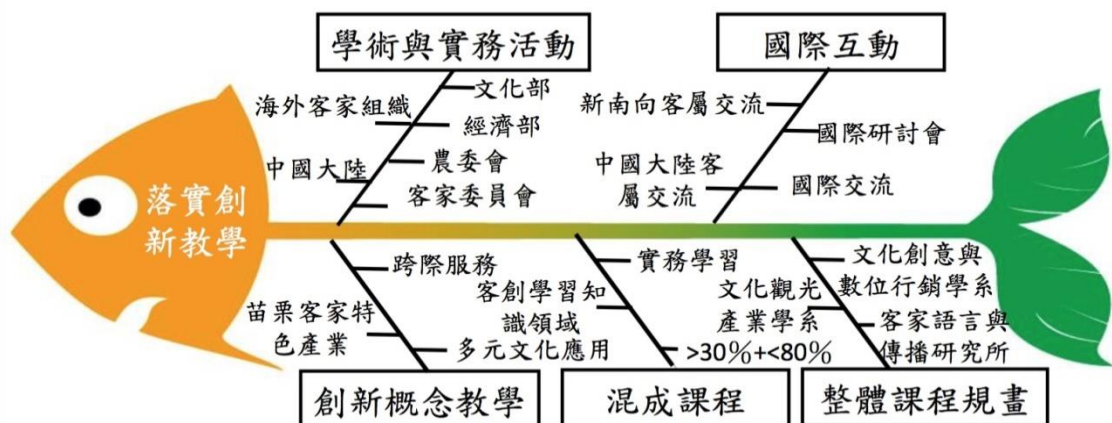 學術與實務活動
國際互動
文化部
海外客家組織
經濟部
農委會
中國大陸
客家委員會
新南向客屬交流
國際研討會
中國大陸客
屬交流
國際交流
落實創
新教學
跨際服務
苗栗客家特
色產業
多元文化應用
實務學習
客創學習知
識領域
>30%+<80%
文化創意與
數位行銷學系
文化觀光
產業學系
客家語言與
傳播研究所
創新概念教學
混成課程
整体課程規畫